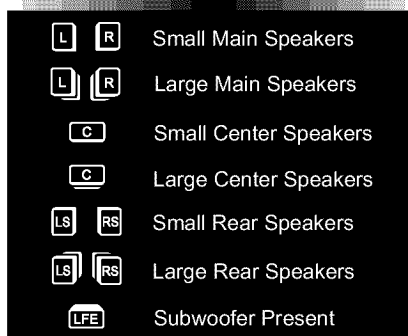 L R Small Main Speakers
L R Large Main Speakers
C Small Center Speakers
C Large Center Speakers
LS RS Small Rear Speakers
LS RS Large Rear Speakers
LFE Subwoofer Present